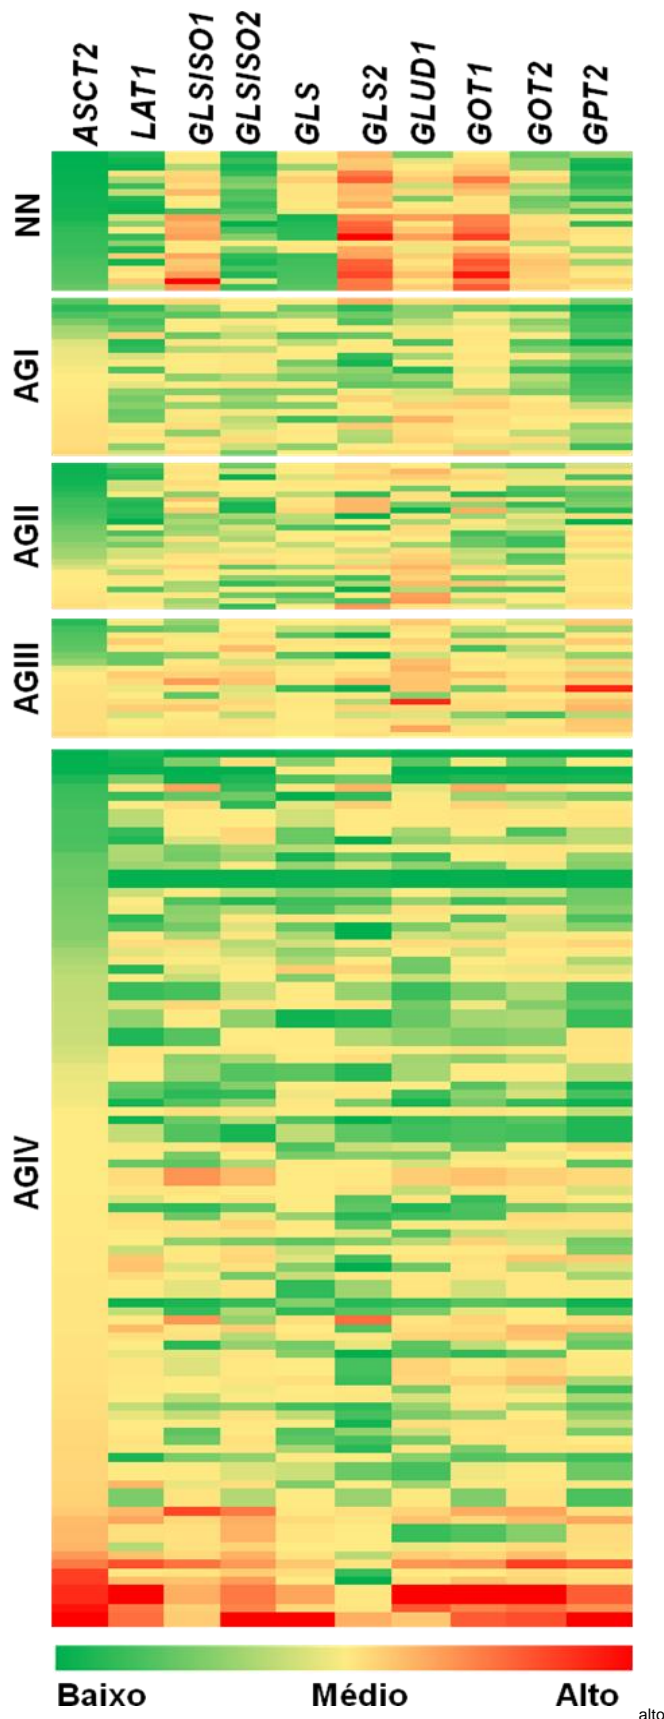 ASCT2 LAT1 GLSISO1 GLSISO2 GLS GLS2 GLUD1 GOT1 GOT2 GPT2
NN
AGI
AGII
AGIII
AGIV
Baixo Médio Alto
alto